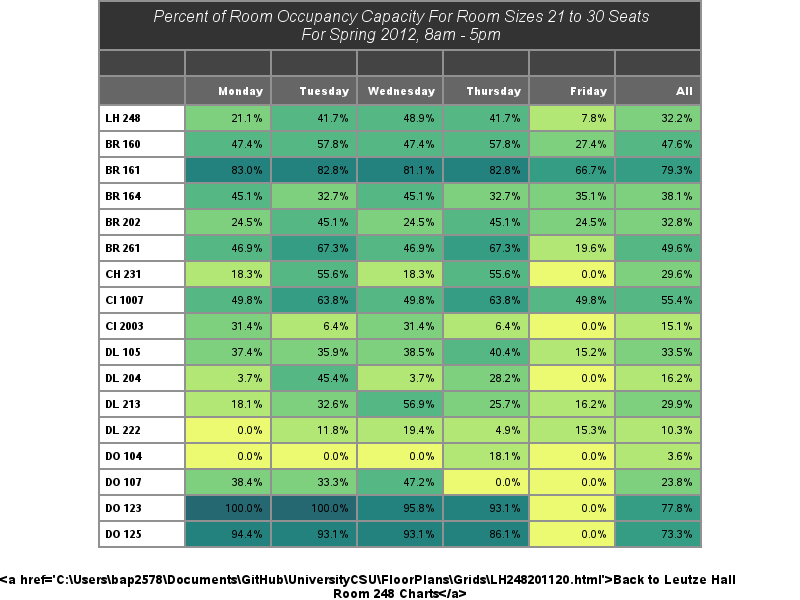 Percent of Room Occupancy Capacity For Room Sizes 21 to 30 Seats
For Spring 2012, 8am - 5pm
Monday Tuesday Wednesday Thursday Friday All
LH 248 21.1% 41.7% 48.9% 41.7% 7.8% 32.2%
BR 160 47.4% 57.8% 47.4% 57.8% 27.4% 47.6%
BR 161 83.0% 82.8% 81.1% 82.8% 66.7% 79.3%
BR 164 45.1% 32.7% 45.1% 32.7% 35.1% 38.1%
BR 202 24.5% 45.1% 24.5% 45.1% 24.5% 32.8%
BR 261 46.9% 67.3% 46.9% 67.3% 19.6% 49.6%
CH 231 18.3% 55.6% 18.3% 55.6% 0.0% 29.6%
CI 1007 49.8% 63.8% 49.8% 63.8% 49.8% 55.4%
CI 2003 31.4% 6.4% 31.4% 6.4% 0.0% 15.1%
DL 105 37.4% 35.9% 38.5% 40.4% 15.2% 33.5%
DL 204 3.7% 45.4% 3.7% 28.2% 0.0% 16.2%
DL 213 18.1% 32.6% 56.9% 25.7% 16.2% 29.9%
DL 222 0.0% 11.8% 19.4% 4.9% 15.3% 10.3%
DO 104 0.0% 0.0% 0.0% 18.1% 0.0% 3.6%
DO 107 38.4% 33.3% 47.2% 0.0% 0.0% 23.8%
DO 123 100.0% 100.0% 95.8% 93.1% 0.0% 77.8%
DO 125 94.4% 93.1% 93.1% 86.1% 0.0% 73.3%
<a href='C:\Users\bap2578\Documents\GitHub\UniversityCSU\FloorPlans\Grids\LH248201120.html'>Back to Leutze Hall
Room 248 Charts</a>